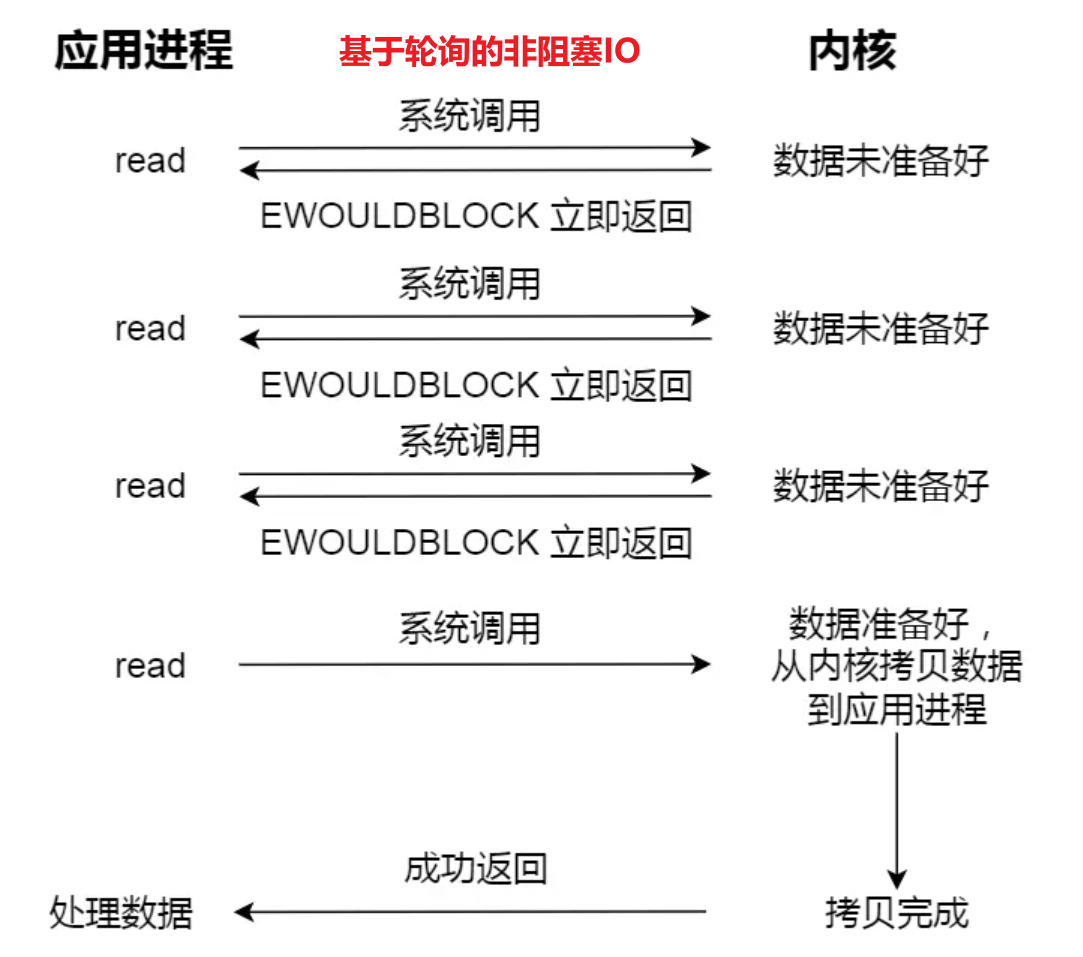 应用进程 基于轮询的非阻塞IO 内核
系统调用
read 数据未准备好
EWOULDBLOCK 立即返回
系统调用
read 数据未准备好
EWOULDBLOCK 立即返回
系统调用
read 数据未准备好
EWOULDBLOCK 立即返回
系统调用
read
数据准备好，
从内核拷贝数据
到应用进程
成功返回
处理数据 拷贝完成